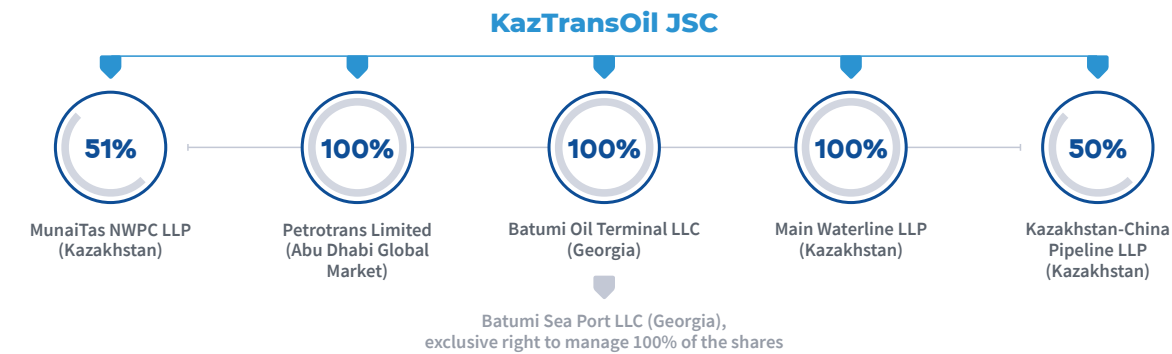 KazTransOil JSC
51%
100%
100%
100%
50%
MunaiTas NWPC LLP
(Kazakhstan)
Petrotrans Limited
(Abu Dhabi Global
Market)
Batumi Oil Terminal LLC
(Georgia)
Main Waterline LLP
(Kazakhstan)
Kazakhstan-China
Pipeline LLP
(Kazakhstan)
Batumi Sea Port LLC (Georgia),
exclusive right to manage 100% of the shares